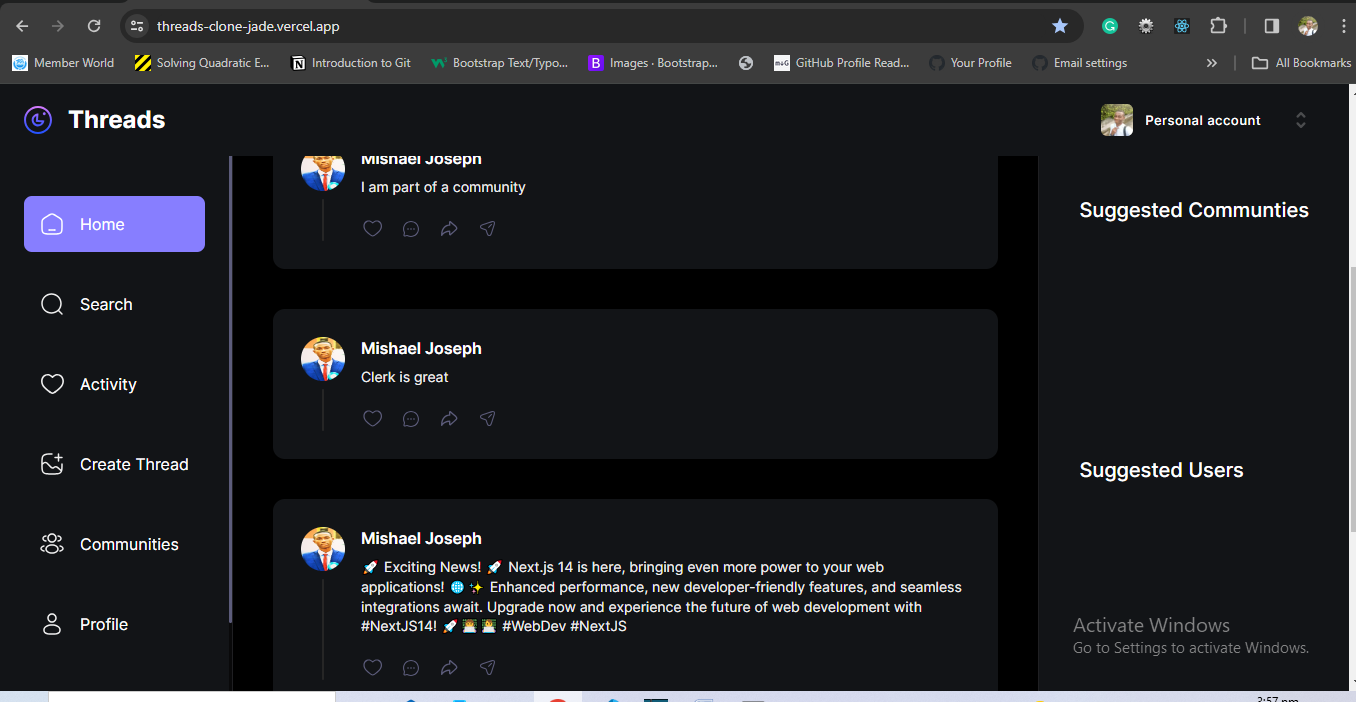 threads-clone-jade.vercel.app
Member World
Solving Quadratic E...
Introduction to Git
Bootstrap Text/Typo...
B
Images · Bootstrap...
GitHub Profile Read...
Your Profile
Email settings
»
All Bookmarks
Threads
Personal account
Home
Search
Activity
Create Thread
Communities
Profile
Mishael Joseph
I am part of a community
Mishael Joseph
Clerk is great
Mishael Joseph
🚀 Exciting News! 🚀 Next.js 14 is here, bringing even more power to your web
applications! 🌐 ✨ Enhanced performance, new developer-friendly features, and seamless
integrations await. Upgrade now and experience the future of web development with
#NextJS14! 🚀 👨‍💻 👩‍💻 #WebDev #NextJS
Suggested Communties
Suggested Users
Activate Windows
Go to Settings to activate Windows.